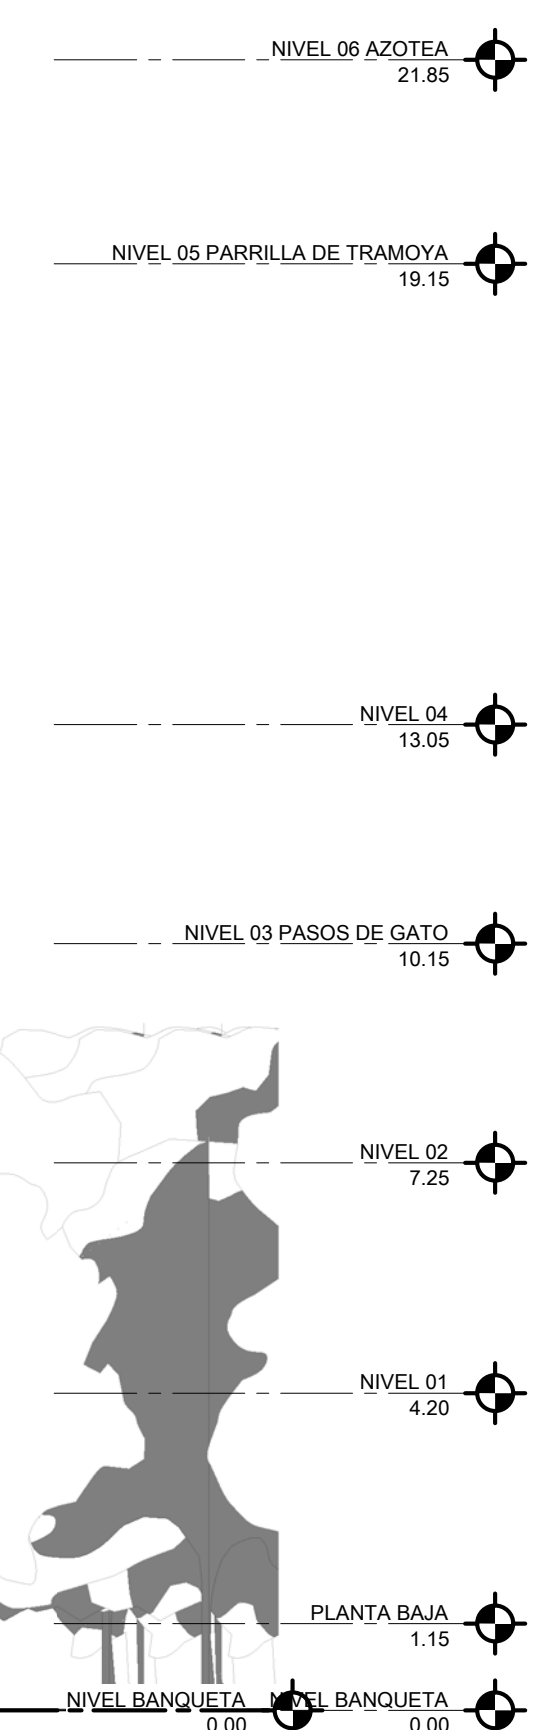 NIVEL 06 AZOTEA
21.85
NIVEL 05 PARRILLA DE TRAMOYA
19.15
NIVEL 04
13.05
NIVEL 03 PASOS DE GATO
10.15
NIVEL 02
7.25
NIVEL 01
4.20
PLANTA BAJA
1.15
NIVEL BANQUETA NIVEL BANQUETA
0.00 0.00